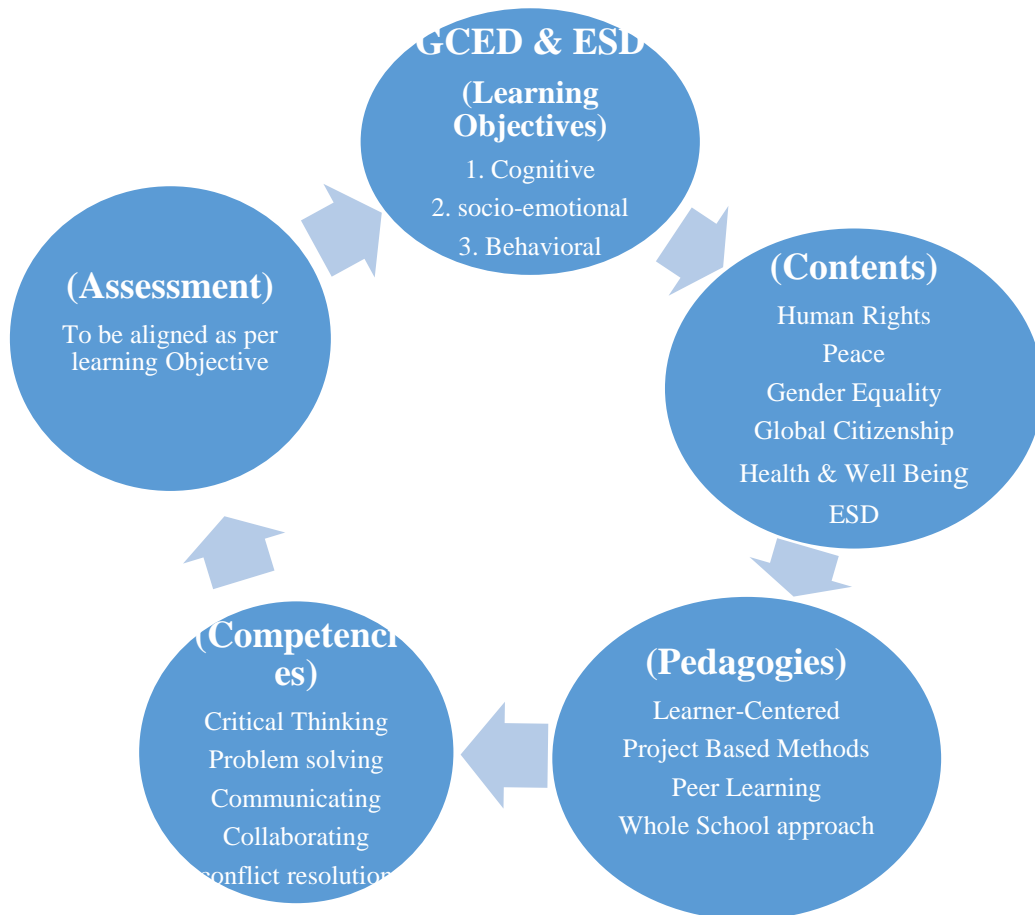 GCED & ESD
(Learning
Objectives)
1. Cognitive
2. socio-emotional
3. Behavioral
(Contents)
Human Rights
Peace
Gender Equality
Global Citizenship
Health & Well Being
ESD
(Pedagogies)
Learner-Centered
Project Based Methods
Peer Learning
Whole School approach
(Competenci
es)
Critical Thinking
Problem solving
Communicating
Collaborating
conflict resolution
(Assessment)
To be aligned as per
learning Objective